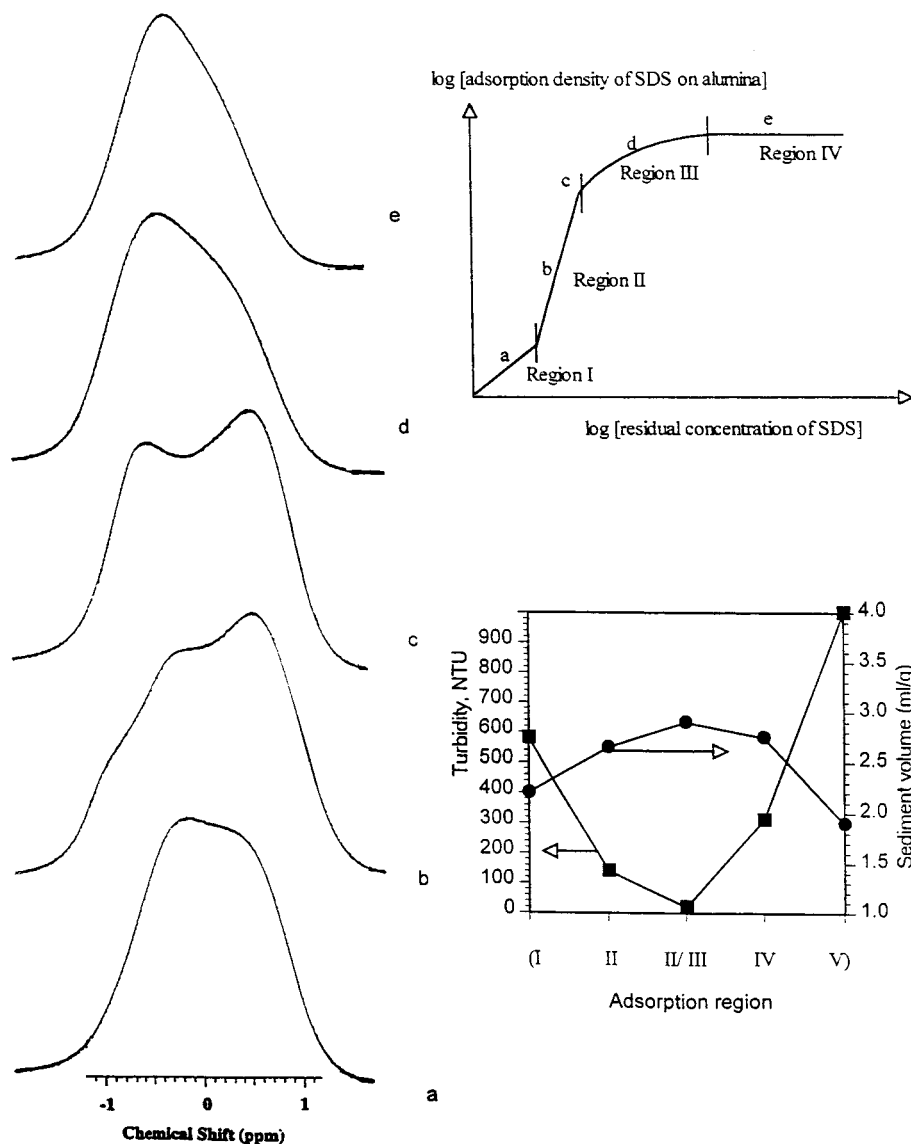 e
d
c
b
a
-1 0 1
Chemical Shift (ppm)
log [adsorption density of SDS on alumina]
a
Region I
b
Region II
c
d
Region III
e
Region IV
log [residual concentration of SDS]
Turbidity, NTU
900
800
700
600
500
400
300
200
100
0
4.0
3.5
3.0
2.5
2.0
1.5
1.0
Sediment volume (ml/g)
(I II II/ III IV V)
Adsorption region